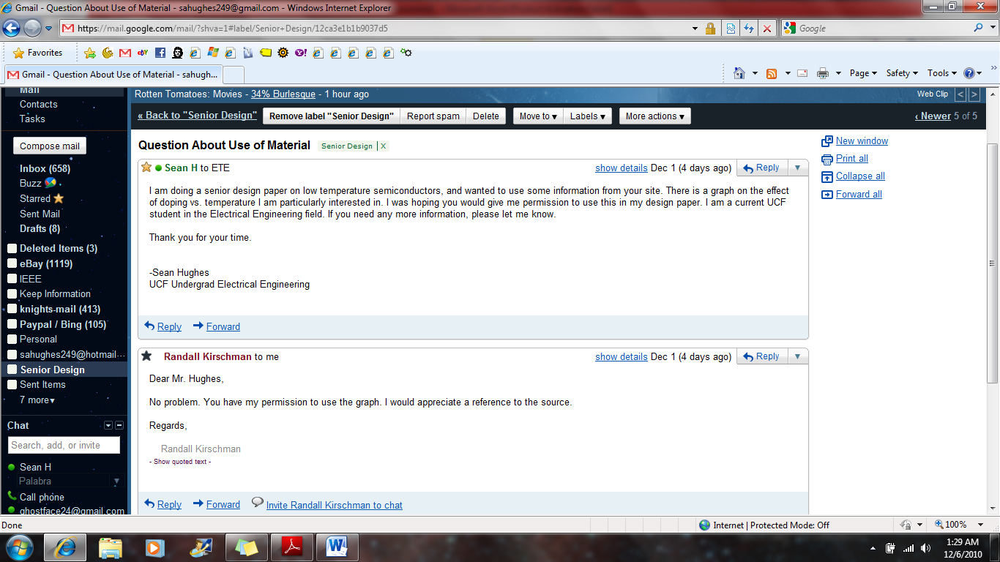 Gmail - Question About Use of Material - sahughes249@gmail.com - Windows Internet Explorer
https://mail.google.com/mail/?shva=1#label/Senior+Design/12ca3e1b1b9037d5
Google
Favorites
Gmail - Question About Use of Material - sahugh...
Page Safety Tools
Mail
Contacts
Tasks
Compose mail
Inbox (658)
Buzz
Starred
Sent Mail
Drafts (8)
Deleted Items (3)
eBay (1119)
IEEE
Keep Information
knights-mail (413)
Paypal / Bing (105)
Personal
sahughes249@hotmail...
Senior Design
Sent Items
7 more▾
Chat
Search, add, or invite
Sean H
Palabra
Call phone
ghostface24@gmail.com
Rotten Tomatoes: Movies - 34% Burlesque - 1 hour ago
Web Clip < >
« Back to "Senior Design" Remove label "Senior Design" Report spam Delete Move to ▾ Labels ▾ More actions ▾ ‹ Newer 5 of 5
Question About Use of Material Senior Design | X
Sean H to ETE show details Dec 1 (4 days ago) Reply
I am doing a senior design paper on low temperature semiconductors, and wanted to use some information from your site. There is a graph on the effect
of doping vs. temperature I am particularly interested in. I was hoping you would give me permission to use this in my design paper. I am a current UCF
student in the Electrical Engineering field. If you need any more information, please let me know.
Thank you for your time.
-Sean Hughes
UCF Undergrad Electrical Engineering
Reply Forward
Randall Kirschman to me show details Dec 1 (4 days ago) Reply
Dear Mr. Hughes,
No problem. You have my permission to use the graph. I would appreciate a reference to the source.
Regards,
Randall Kirschman
- Show quoted text -
Reply Forward Invite Randall Kirschman to chat
New window
Print all
Collapse all
Forward all
Done
Internet | Protected Mode: Off
100%
1:29 AM
12/6/2010